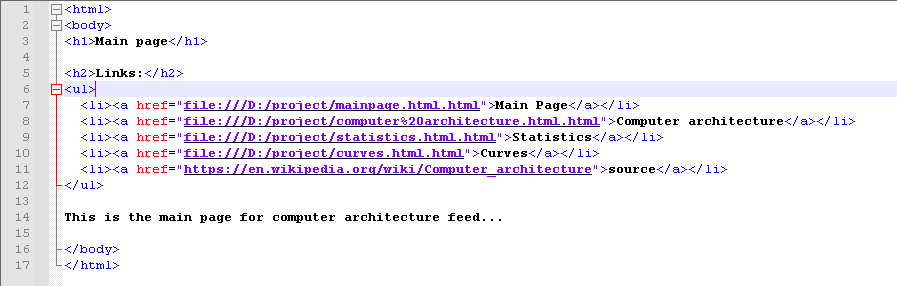 1 <html>
2 <body>
3 <h1>Main page</h1>
4
5 <h2>Links:</h2>
6 <ul>
7 <li><a href="file:///D:/project/mainpage.html.html">Main Page</a></li>
8 <li><a href="file:///D:/project/computer%20architecture.html.html">Computer architecture</a></li>
9 <li><a href="file:///D:/project/statistics.html.html">Statistics</a></li>
10 <li><a href="file:///D:/project/curves.html.html">Curves</a></li>
11 <li><a href="https://en.wikipedia.org/wiki/Computer_architecture">source</a></li>
12 </ul>
13
14 This is the main page for computer architecture feed...
15
16 </body>
17 </html>